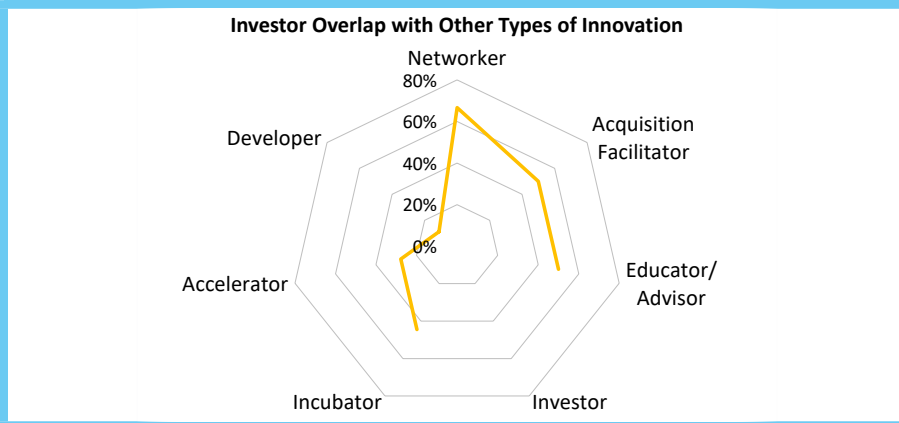 Investor Overlap with Other Types of Innovation
Networker
80%
60%
40%
20%
0%
Acquisition
Facilitator
Educator/
Advisor
Investor
Incubator
Accelerator
Developer